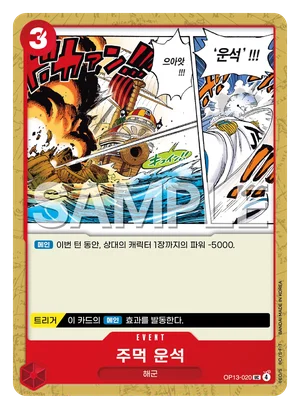 3
으아앗
!!!
'운석' !!!
SAMPLE
메인 이번 턴 동안, 상대의 캐릭터 1장까지의 파워 -5000.
트리거 이 카드의 메인 효과를 발동한다.
EVENT
주먹 운석
해군
OP13-020 UC